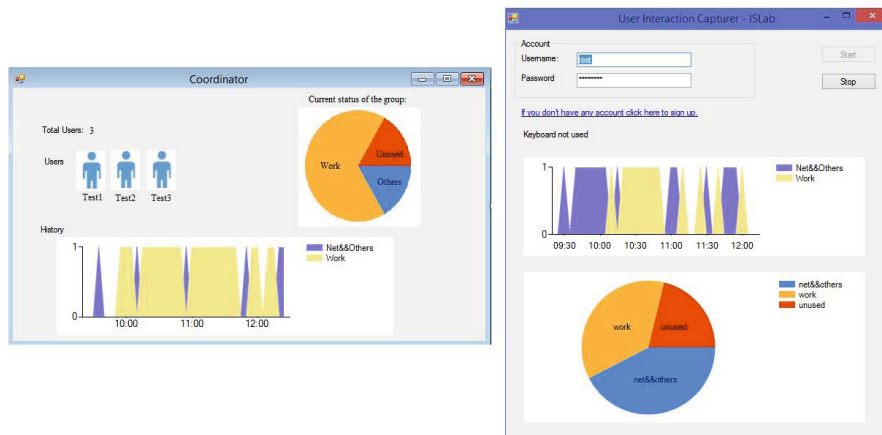 Coordinator
Current status of the group:
Total Users: 3
Users
Test1 Test2 Test3
Work
Unused
Others
History
1
0
10:00 11:00 12:00
Net&&Others
Work
User Interaction Capturer - ISLab
Account
Username: test
Password ********
Start
Stop
If you don't have any account click here to sign up.
Keyboard not used
1
0
09:30 10:00 10:30 11:00 11:30 12:00
Net&&Others
Work
work
unused
net&&others
net&&others
work
unused